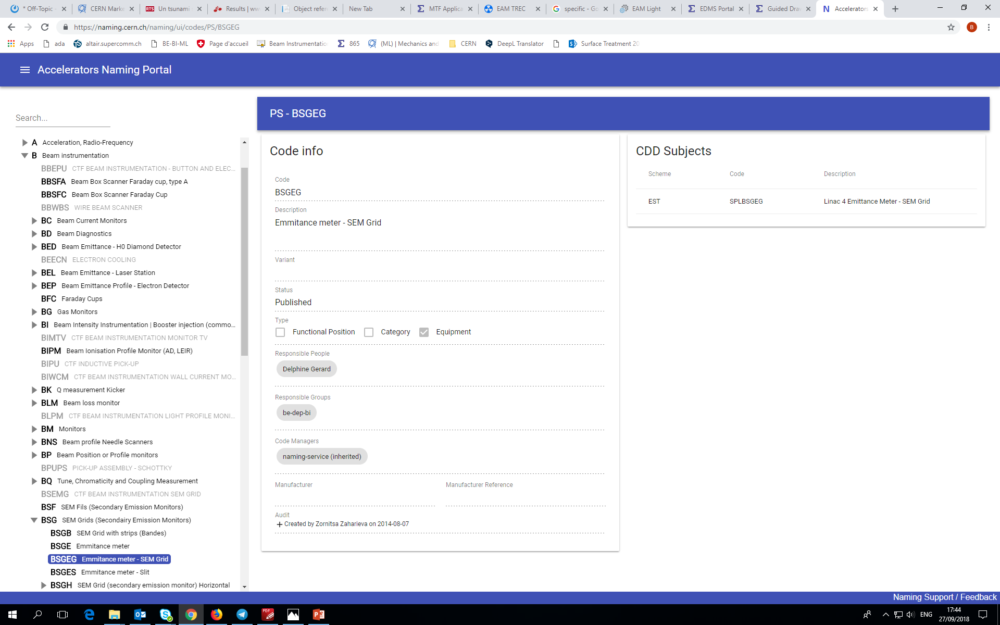 * Off-Topic -
CERN Marke
Un tsunami
Results | ww
Object refere
New Tab
MTF Applica
EAM TREC
specific - Go
EAM Light
EDMS Portal
Guided Dra
Accelerators
https://naming.cern.ch/naming/ui/codes/PS/BSGEG
B
Apps
ada
altair.supercomm.ch
BE-BI-ML
Page d'accueil
Beam Instrumentatio
865
(ML) | Mechanics and
CERN
DeepL Translator
Surface Treatment 20
Accelerators Naming Portal
Search...
A Acceleration, Radio-Frequency
B Beam instrumentation
BBEPU CTF BEAM INSTRUMENTATION - BUTTON AND ELEC...
BBSFA Beam Box Scanner Faraday cup, type A
BBSFC Beam Box Scanner Faraday Cup
BBWBS WIRE BEAM SCANNER
BC Beam Current Monitors
BD Beam Diagnostics
BED Beam Emittance - H0 Diamond Detector
BEECN ELECTRON COOLING
BEL Beam Emittance - Laser Station
BEP Beam Emittance Profile - Electron Detector
BFC Faraday Cups
BG Gas Monitors
BI Beam Intensity Instrumentation | Booster injection (commo...
BIMTV CTF BEAM INSTRUMENTATION MONITOR TV
BIPM Beam Ionisation Profile Monitor (AD, LEIR)
BIPU CTF INDUCTIVE PICK-UP
BIWCM CTF BEAM INSTRUMENTATION WALL CURRENT MO...
BK Q measurement Kicker
BLM Beam loss monitor
BLPM CTF BEAM INSTRUMENTATION LIGHT PROFILE MONI...
BM Monitors
BNS Beam profile Needle Scanners
BP Beam Position or Profile monitors
BPUPS PICK-UP ASSEMBLY - SCHOTTKY
BQ Tune, Chromaticity and Coupling Measurement
BSEMG CTF BEAM INSTRUMENTATION SEM GRID
BSF SEM Fils (Secondary Emission Monitors)
BSG SEM Grids (Secondairy Emission Monitors)
BSGB SEM Grid with strips (Bandes)
BSGE Emmitance meter
BSGEG Emmitance meter - SEM Grid
BSGES Emmitance meter - Slit
BSGH SEM Grid (secondary emission monitor) Horizontal
PS - BSGEG
Code info
Code
BSGEG
Description
Emmitance meter - SEM Grid
Variant
Status
Published
Type
Functional Position
Category
Equipment
Responsible People
Delphine Gerard
Responsible Groups
be-dep-bi
Code Managers
naming-service (inherited)
Manufacturer
Manufacturer Reference
Audit
Created by Zornitsa Zaharieva on 2014-08-07
CDD Subjects
Scheme Code Description
EST SPLBSGEG Linac 4 Emittance Meter - SEM Grid
Naming Support / Feedback
ENG
17:44
27/09/2018